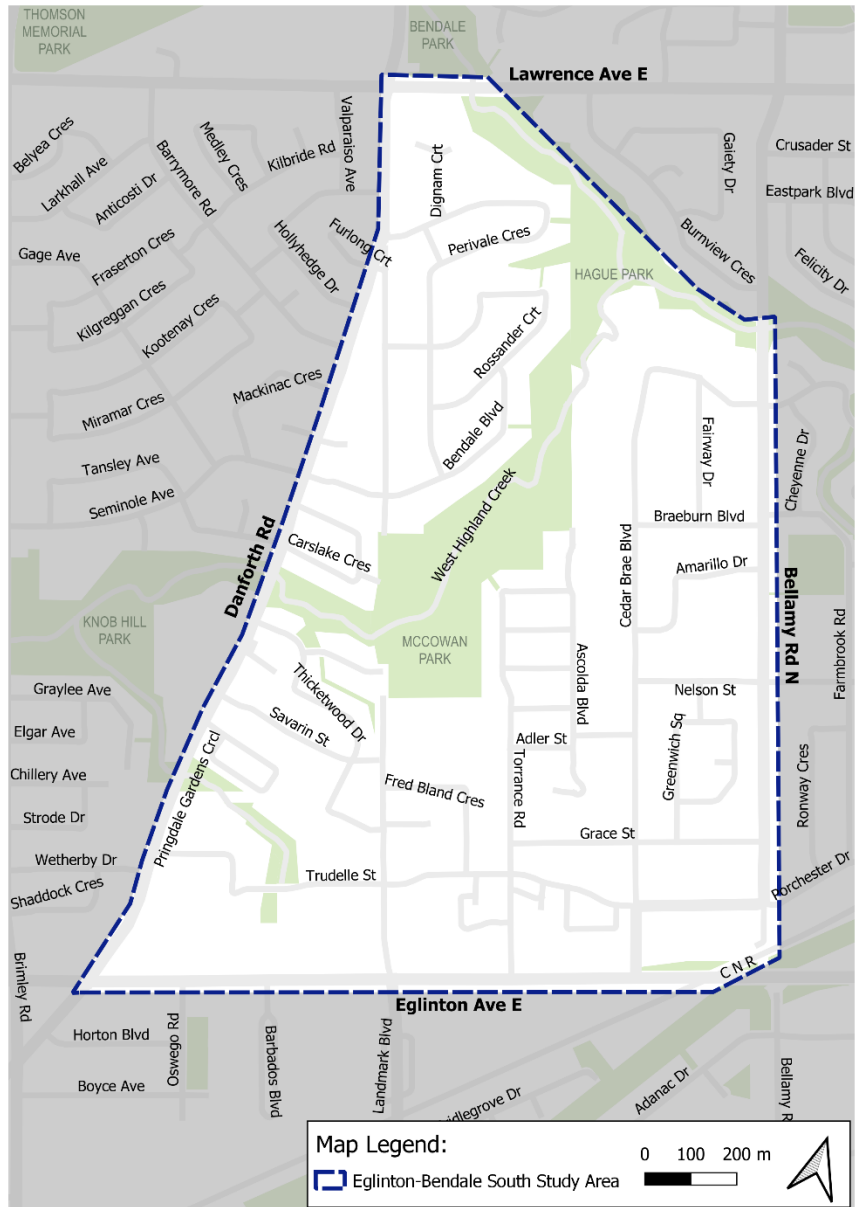 THOMSON
MEMORIAL
PARK
BENDALE
PARK
Lawrence Ave E
Belyea Cres
Larkhall Ave
Anticosti Dr
Barrymore Rd
Medley Cres
Kilbride Rd
Valparaiso Ave
Dignam Crt
Gaiety Dr
Crusader St
Eastpark Blvd
Gage Ave
Fraserton Cres
Hollyhedge Dr
Furlong Crt
Perivale Cres
Burnview Cres
Felicity Dr
HAGUE PARK
Kilgreggan Cres
Kootenay Cres
Rossander Crt
Miramar Cres
Mackinac Cres
Bendale Blvd
Fairway Dr
Cheyenne Dr
Tansley Ave
Seminole Ave
West Highland Creek
Braeburn Blvd
Danforth Rd
Carslake Cres
Cedar Brae Blvd
Amarillo Dr
Bellamy Rd N
KNOB HILL
PARK
MCCOWAN
PARK
Farmbrook Rd
Graylee Ave
Thicketwood Dr
Ascolda Blvd
Nelson St
Elgar Ave
Savarin St
Adler St
Greenwich Sq
Chillery Ave
Pringdale Gardens Crcl
Fred Bland Cres
Torrance Rd
Ronway Cres
Strode Dr
Grace St
Wetherby Dr
Trudelle St
Porchester Dr
Shaddock Cres
Brimley Rd
CNR
Eglinton Ave E
Horton Blvd
Oswego Rd
Barbados Blvd
Landmark Blvd
Boyce Ave
Adanac Dr
Bellamy R
idlegrove Dr
Map Legend:
Eglinton-Bendale South Study Area
0 100 200 m